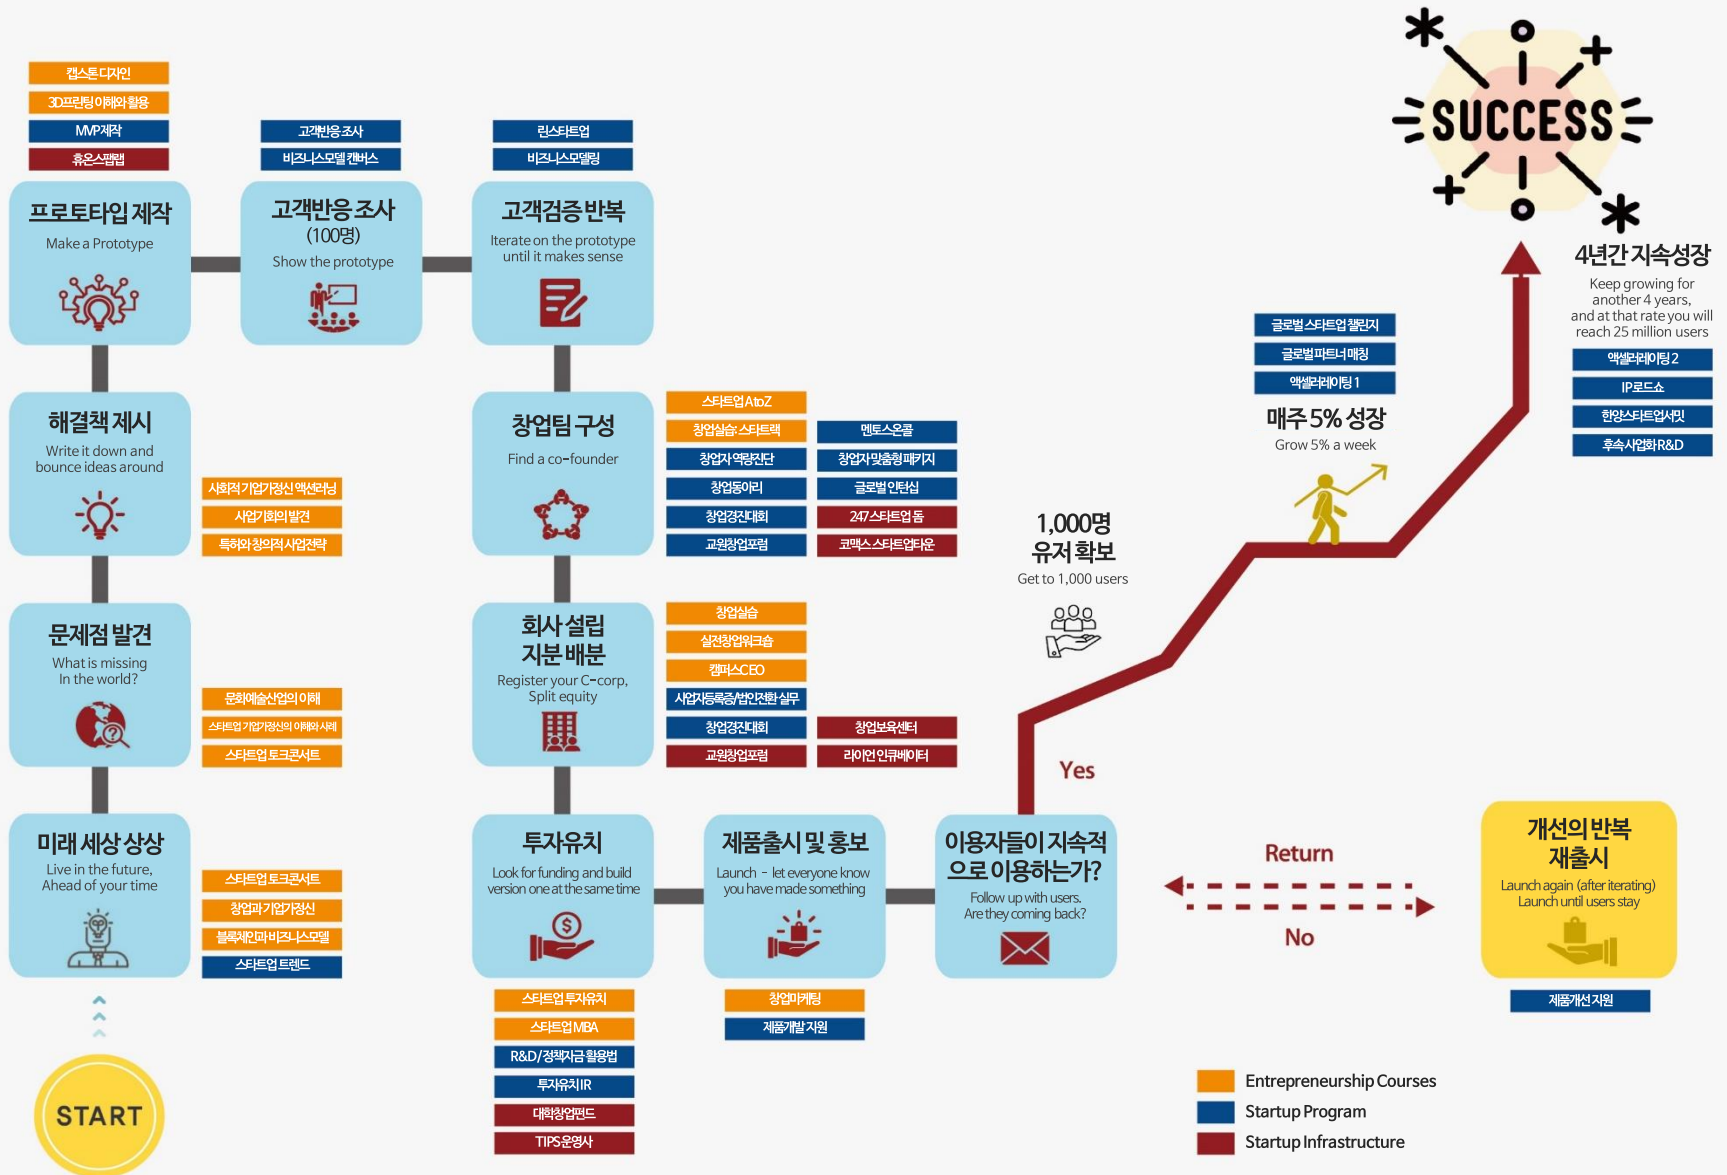 캡스톤 디자인
3D프린팅 이해와 활용
MVP제작
휴온스팹랩
프로토타입 제작
Make a Prototype
고객반응 조사
비즈니스모델 캔버스
고객반응 조사
(100명)
Show the prototype
린스타트업
비즈니스모델링
고객검증 반복
Iterate on the prototype
until it makes sense
해결책 제시
Write it down and
bounce ideas around
사회적 기업가정신 액션러닝
사업기회의 발견
특허와 창의적 사업전략
문제점 발견
What is missing
In the world?
문화예술산업의 이해
스타트업 기업가정신의 이해와 사례
스타트업 토크콘서트
미래 세상 상상
Live in the future,
Ahead of your time
스타트업 토크콘서트
창업과 기업가정신
블록체인과 비즈니스모델
스타트업 트렌드
START
창업팀 구성
Find a co-founder
스타트업 AtoZ
창업실습: 스타트랙
창업자 역량진단
창업동아리
창업경진대회
교원창업포럼
멘토스온콜
창업자 맞춤형 패키지
글로벌 인턴십
247 스타트업 돔
코맥스 스타트업타운
회사 설립
지분 배분
Register your C-corp,
Split equity
창업실습
실전창업워크숍
캠퍼스CEO
사업자등록증/법인전환 실무
창업경진대회
교원창업포럼
창업보육센터
라이언 인큐베이터
투자유치
Look for funding and build
version one at the same time
스타트업 투자유치
스타트업 MBA
R&D/정책자금 활용법
투자유치 IR
대학창업펀드
TIPS 운영사
제품출시 및 홍보
Launch - let everyone know
you have made something
창업마케팅
제품개발 지원
이용자들이 지속적
으로 이용하는가?
Follow up with users.
Are they coming back?
Yes
Return
No
개선의 반복
재출시
Launch again (after iterating)
Launch until users stay
제품개선 지원
1,000명
유저 확보
Get to 1,000 users
글로벌 스타트업 챌린지
글로벌 파트너 매칭
액셀러레이팅 1
매주 5% 성장
Grow 5% a week
SUCCESS
4년간 지속성장
Keep growing for
another 4 years,
and at that rate you will
reach 25 million users
액셀러레이팅 2
IP로드쇼
한양스타트업서밋
후속 사업화 R&D
Entrepreneurship Courses
Startup Program
Startup Infrastructure